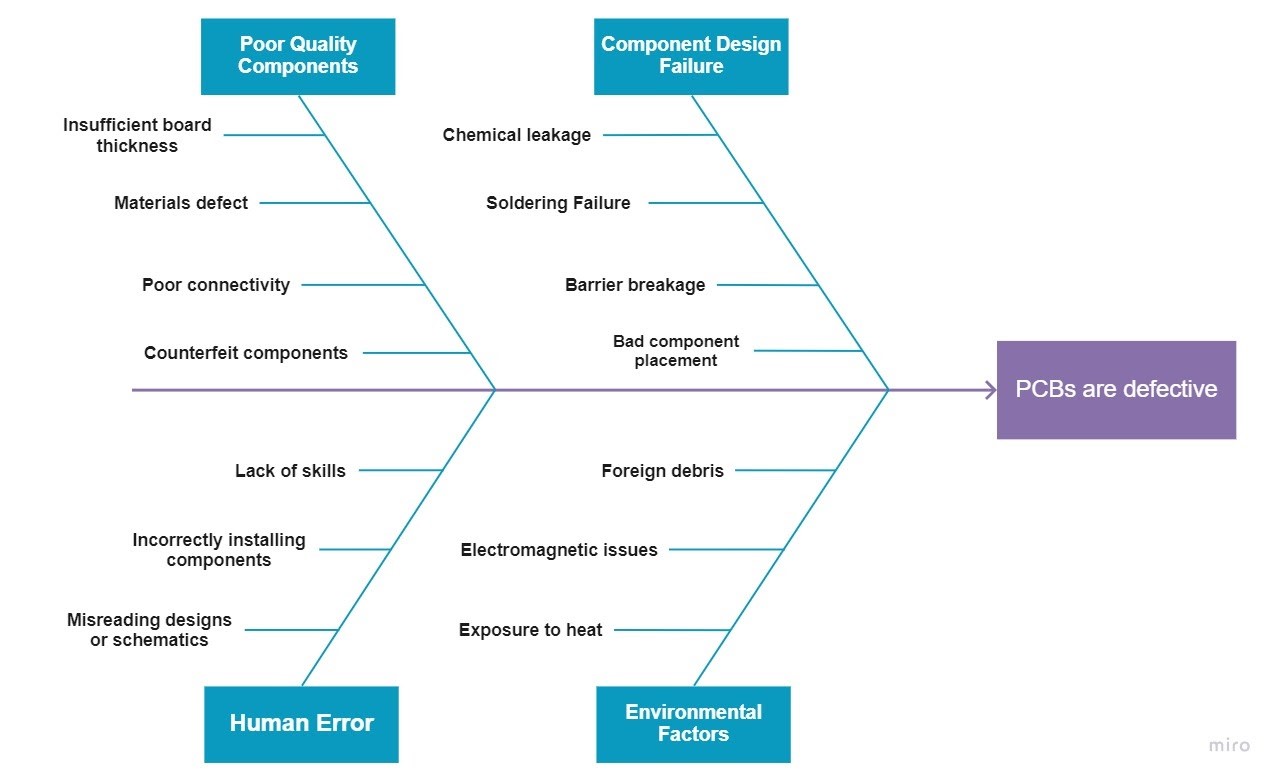 Poor Quality
Components
Component Design
Failure
Insufficient board
thickness
Chemical leakage
Materials defect
Soldering Failure
Poor connectivity
Barrier breakage
Counterfeit components
Bad component
placement
PCBs are defective
Lack of skills
Foreign debris
Incorrectly installing
components
Electromagnetic issues
Misreading designs
or schematics
Exposure to heat
Human Error
Environmental
Factors
miro